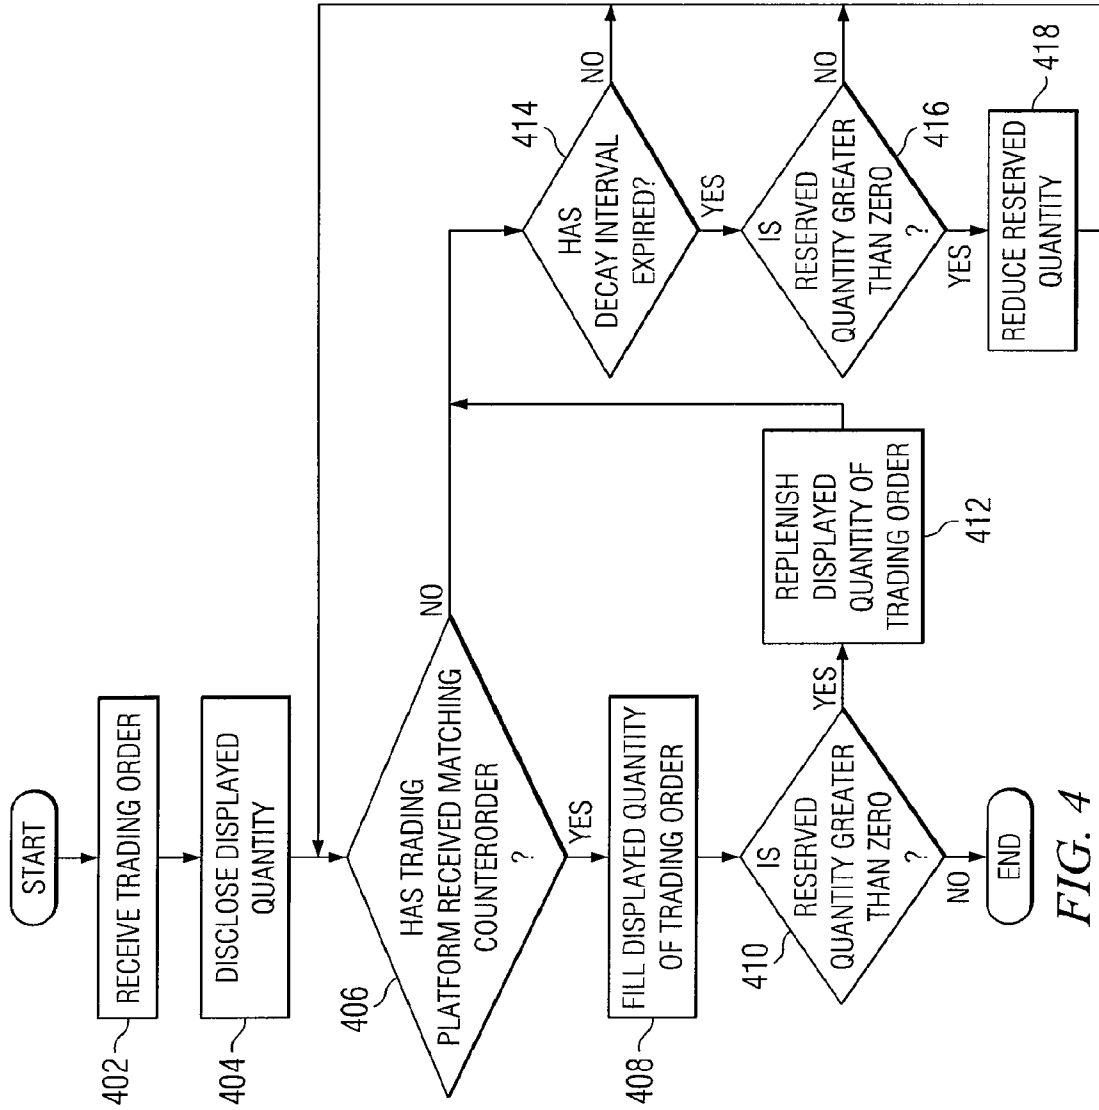 START
402
RECEIVE TRADING ORDER
404
DISCLOSE DISPLAYED
QUANTITY
406
HAS TRADING
PLATFORM RECEIVED MATCHING
COUNTERORDER
?
NO
YES
408
FILL DISPLAYED QUANTITY
OF TRADING ORDER
410
IS
RESERVED
QUANTITY GREATER
THAN ZERO
?
YES
NO
END
REPLENISH
DISPLAYED
QUANTITY OF
TRADING ORDER
412
414
HAS
DECAY INTERVAL
EXPIRED?
NO
YES
IS
RESERVED
QUANTITY GREATER
THAN ZERO
?
416
NO
YES
418
REDUCE RESERVED
QUANTITY
FIG. 4